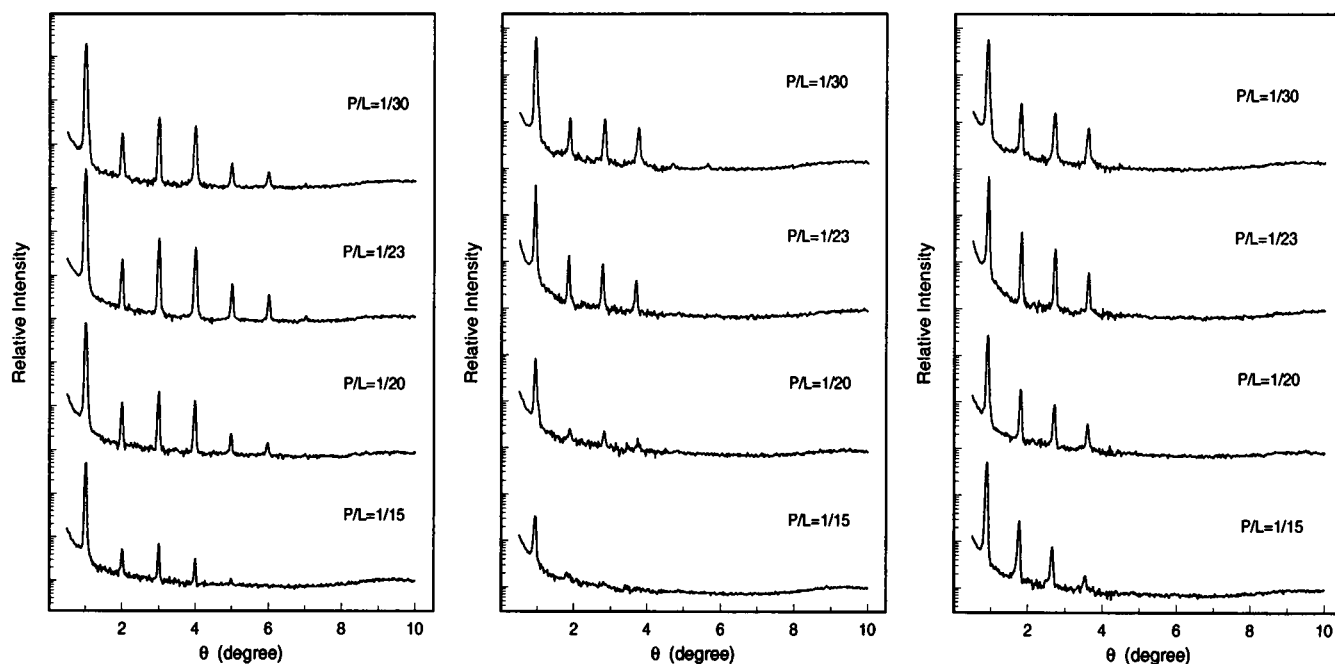 Relative Intensity
P/L=1/30
P/L=1/23
P/L=1/20
P/L=1/15
2 4 6 8 10
θ (degree)
Relative Intensity
P/L=1/30
P/L=1/23
P/L=1/20
P/L=1/15
2 4 6 8 10
θ (degree)
Relative Intensity
P/L=1/30
P/L=1/23
P/L=1/20
P/L=1/15
2 4 6 8 10
θ (degree)